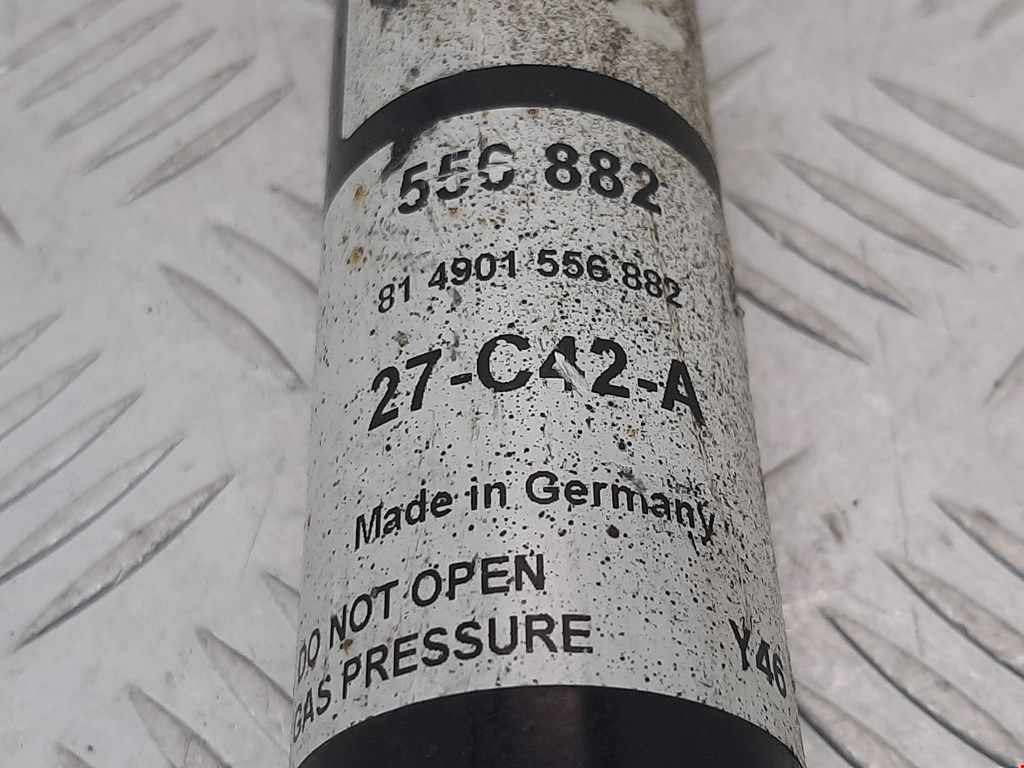 556 882
81 4901 556 882
27-C42-A
Made in Germany
DO NOT OPEN
GAS PRESSURE
Y46